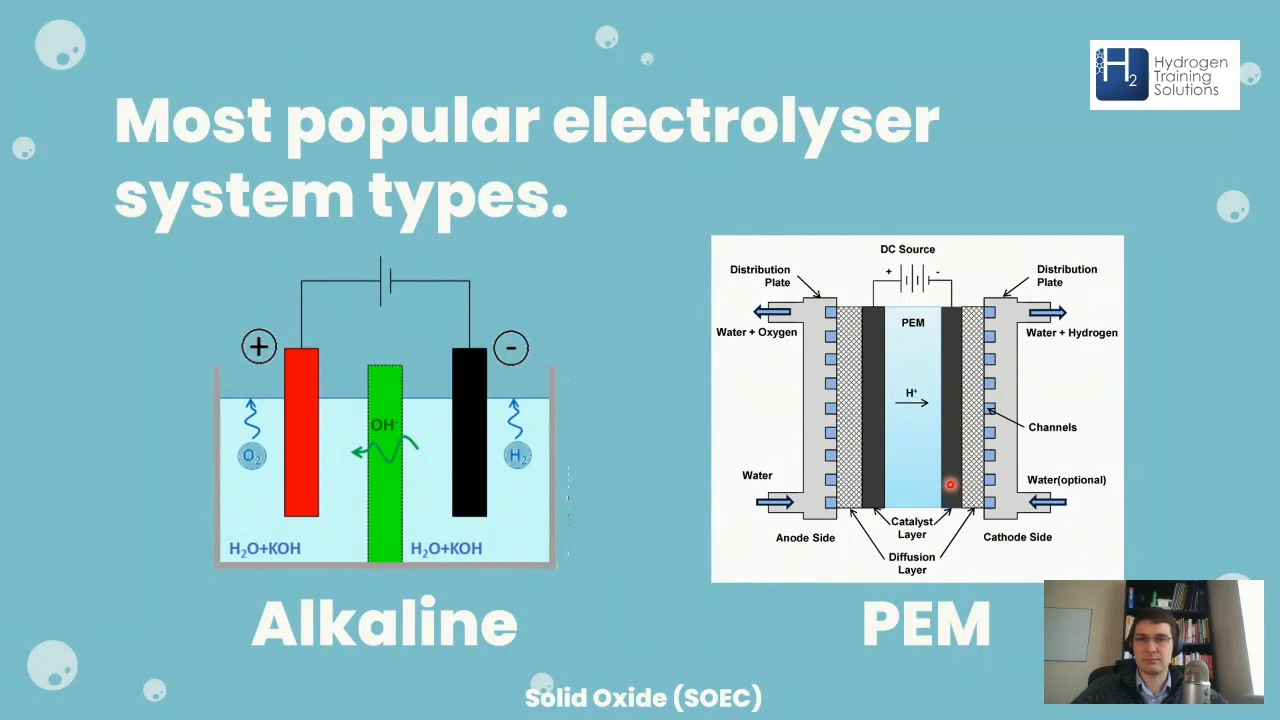 H2
Hydrogen
Training
Solutions
Most popular electrolyser
system types.
+
-
OH-
O2
H2
H2O+KOH
H2O+KOH
Alkaline
DC Source
+ -
Distribution
Plate
Distribution
Plate
Water + Oxygen
PEM
Water + Hydrogen
H+
Channels
Water
Water(optional)
Catalyst
Layer
Anode Side
Cathode Side
Diffusion
Layer
PEM
Solid Oxide (SOEC)